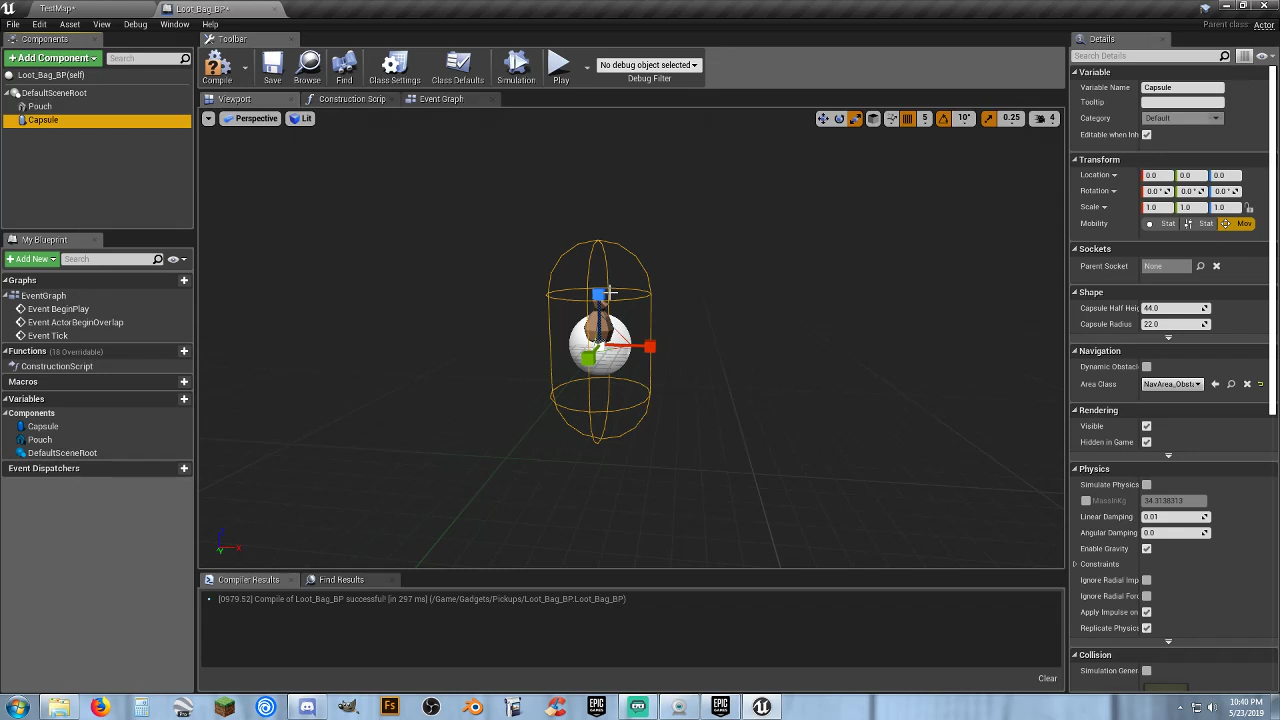 TestMap*
Loot_Bag_BP*
File Edit Asset View Debug Window Help
Parent class: Actor
Components
+Add Component
Search
Loot_Bag_BP(self)
DefaultSceneRoot
Pouch
Capsule
My Blueprint
+Add New
Search
Graphs
EventGraph
Event BeginPlay
Event ActorBeginOverlap
Event Tick
Functions (18 Overridable)
ConstructionScript
Macros
Variables
Components
Capsule
Pouch
DefaultSceneRoot
Event Dispatchers
Toolbar
Compile Save Browse Find Class Settings Class Defaults Simulation Play
No debug object selected
Debug Filter
Viewport Construction Scrip Event Graph
Perspective Lit
5 10° 0.25 4
Compiler Results Find Results
[0979.52] Compile of Loot_Bag_BP successful! [in 297 ms] (/Game/Gadgets/Pickups/Loot_Bag_BP.Loot_Bag_BP)
Clear
Details
Search Details
Variable
Variable Name Capsule
Tooltip
Category Default
Editable when Inh
Transform
Location 0.0 0.0 0.0
Rotation 0.0° 0.0° 0.0°
Scale 1.0 1.0 1.0
Mobility Stat Stat Mov
Sockets
Parent Socket None
Shape
Capsule Half Hei 44.0
Capsule Radius 22.0
Navigation
Dynamic Obstac
Area Class NavArea_Obsta
Rendering
Visible
Hidden in Game
Physics
Simulate Physics
MassInKg 34.3138313
Linear Damping 0.01
Angular Damping 0.0
Enable Gravity
Constraints
Ignore Radial Imp
Ignore Radial Forc
Apply Impulse on
Replicate Physics
Collision
Simulation Gener
10:40 PM
5/23/2019